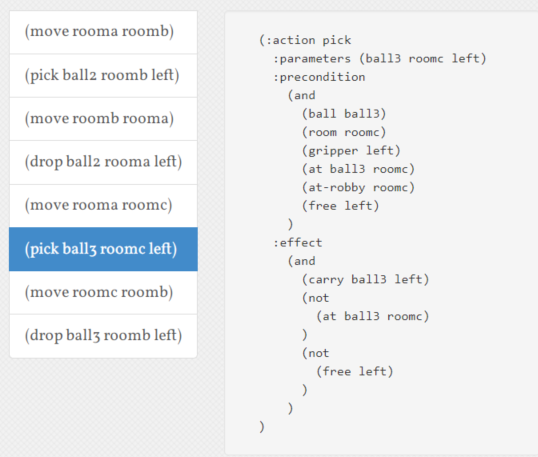 (move rooma roomb)
(pick ball2 roomb left)
(move roomb rooma)
(drop ball2 rooma left)
(move rooma roomc)
(pick ball3 roomc left)
(move roomc roomb)
(drop ball3 roomb left)
(:action pick
  :parameters (ball3 roomc left)
  :precondition
    (and
      (ball ball3)
      (room roomc)
      (gripper left)
      (at ball3 roomc)
      (at-robby roomc)
      (free left)
    )
  :effect
    (and
      (carry ball3 left)
      (not
        (at ball3 roomc)
      )
      (not
        (free left)
      )
    )
)